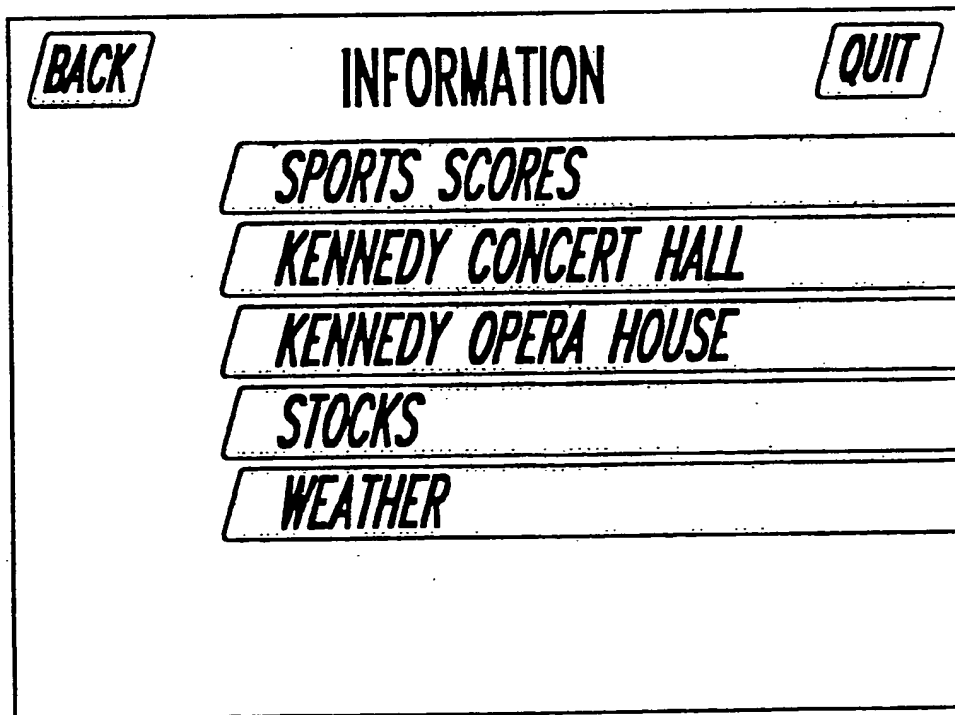 BACK INFORMATION QUIT
SPORTS SCORES
KENNEDY CONCERT HALL
KENNEDY OPERA HOUSE
STOCKS
WEATHER